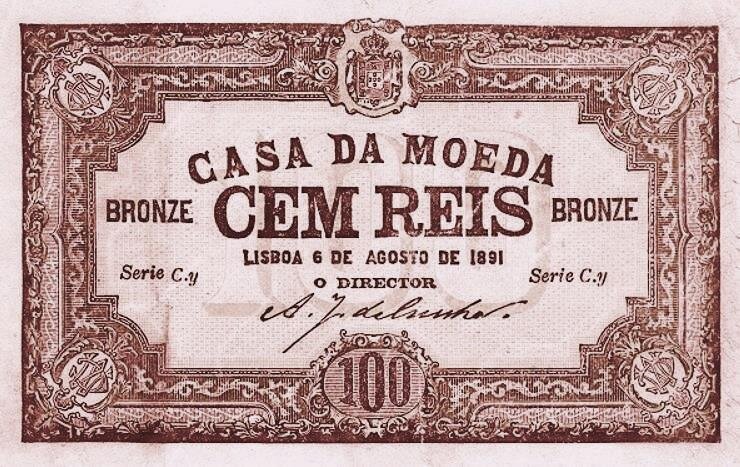 CASA DA MOEDA
BRONZE CEM REIS BRONZE
LISBOA 6 DE AGOSTO DE 1891
Serie C.y O DIRECTOR Serie C.y
100